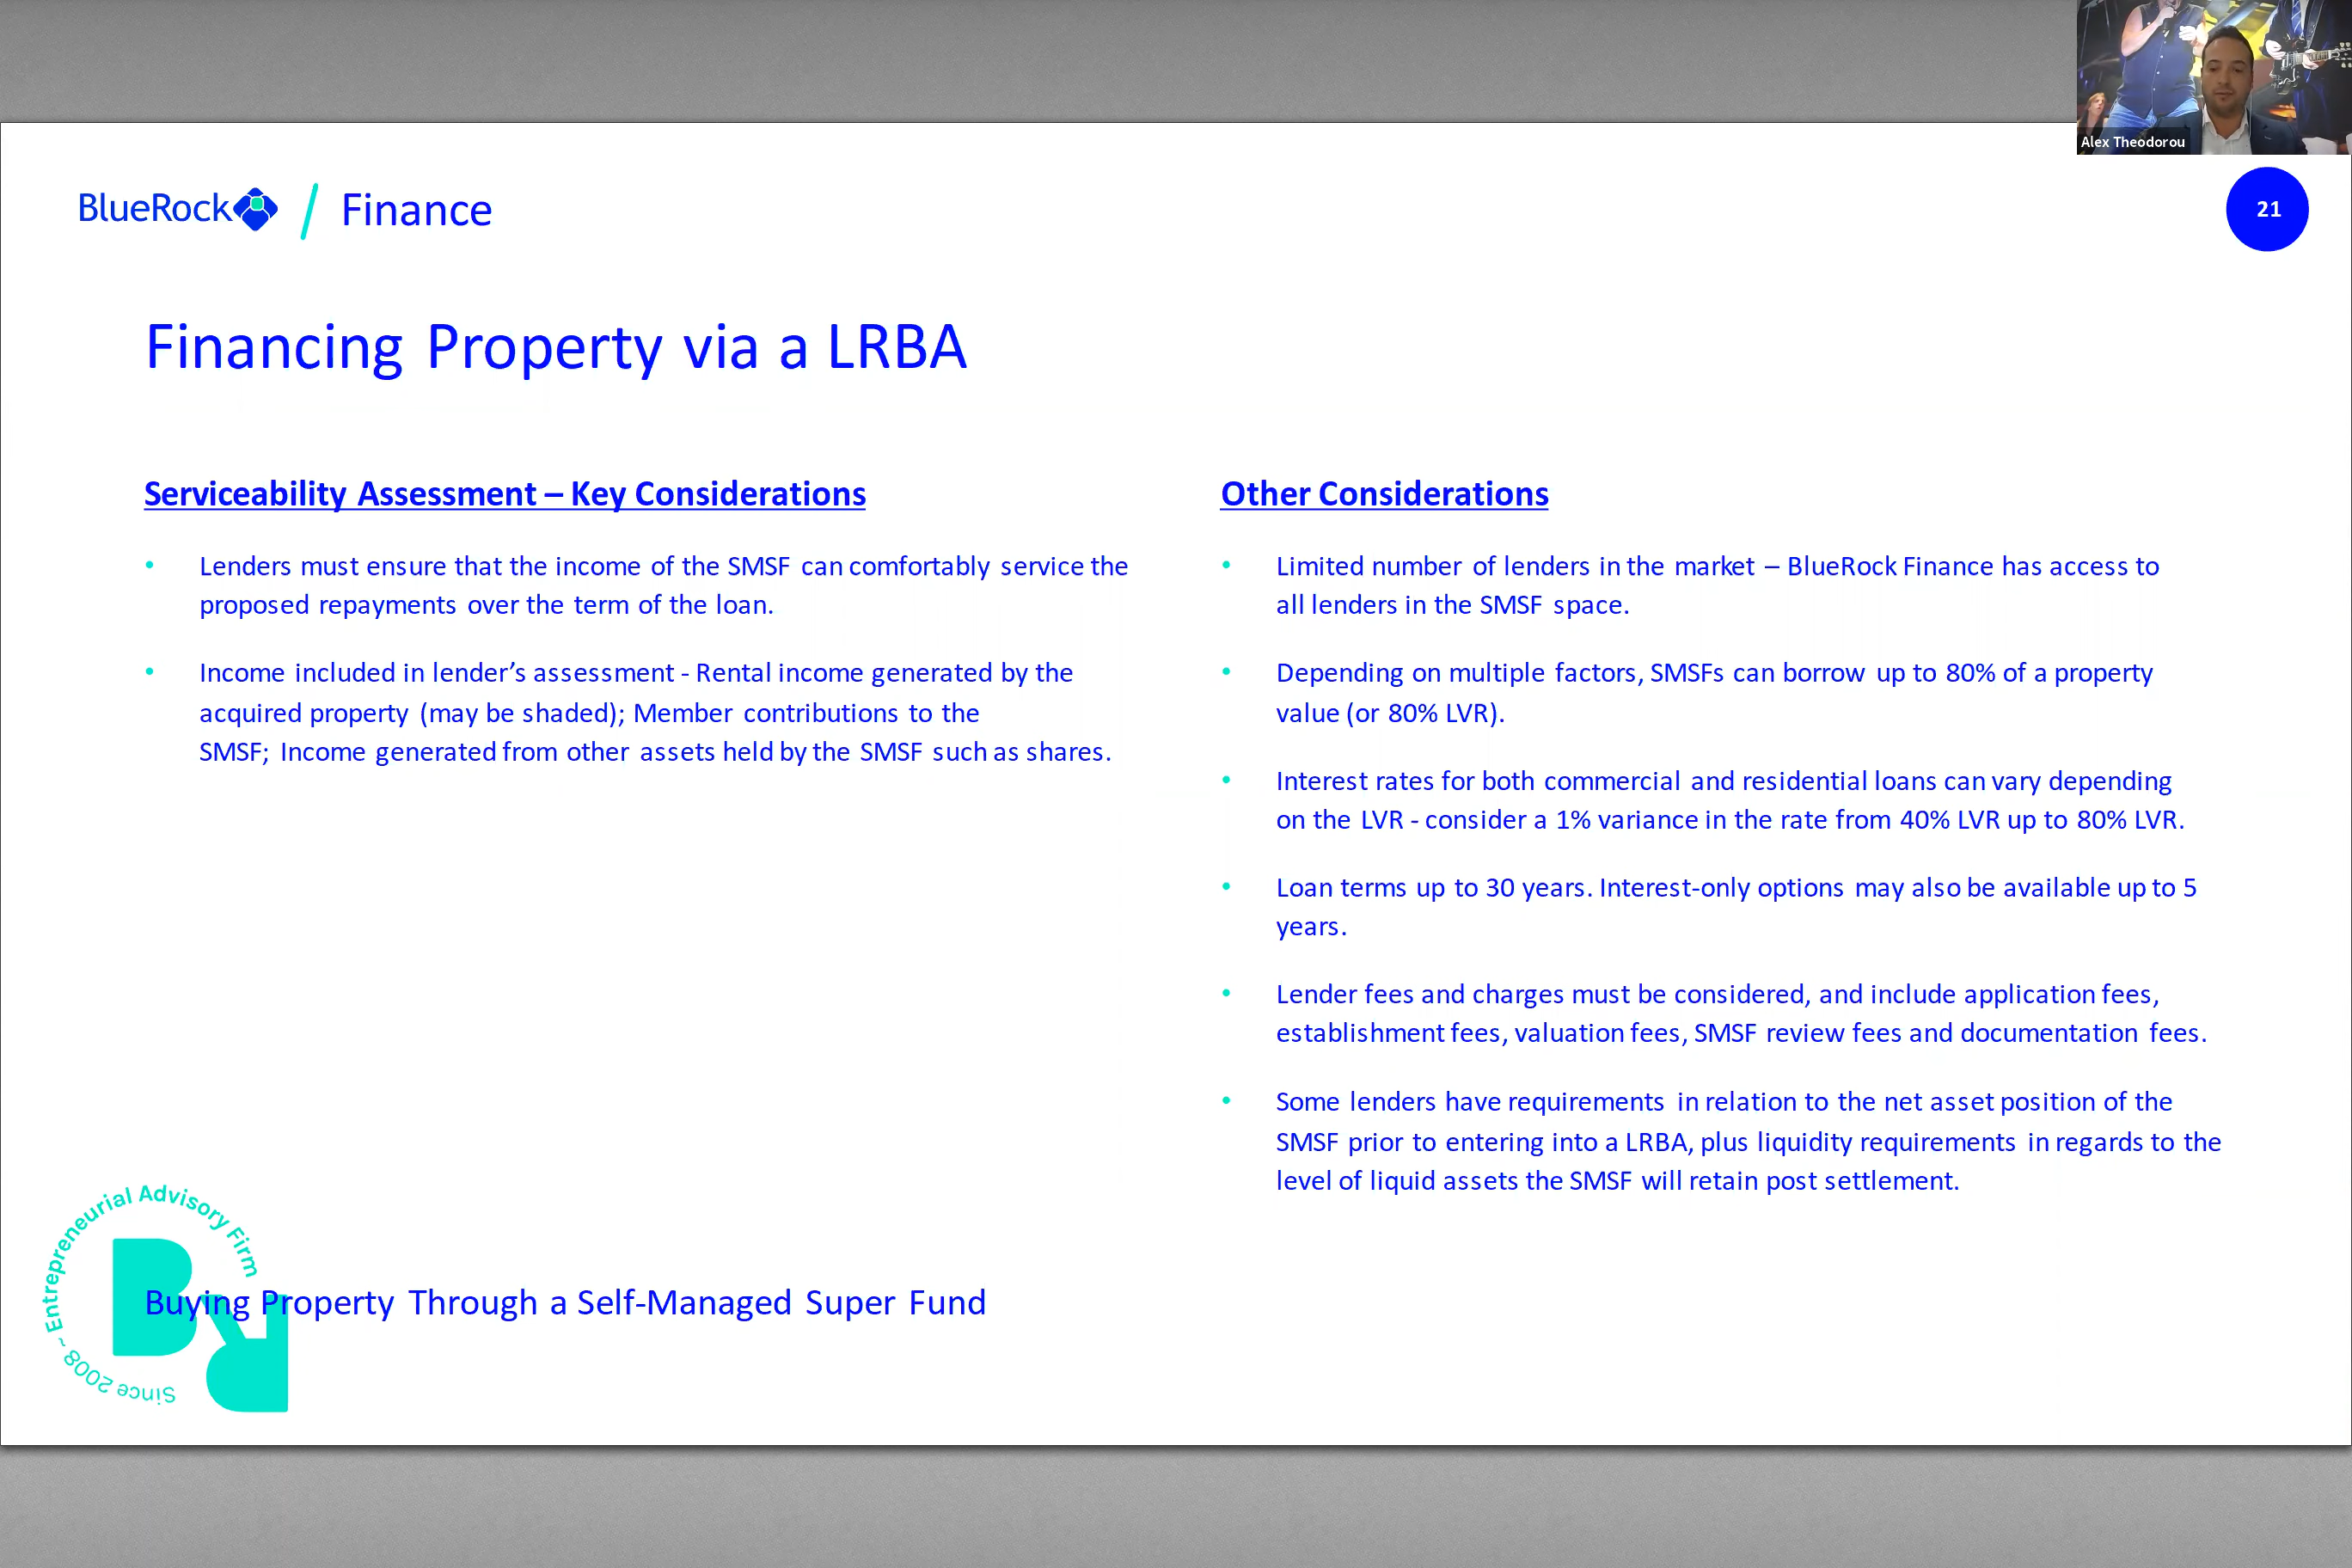 Alex Theodorou
BlueRock / Finance
21
Financing Property via a LRBA
Serviceability Assessment – Key Considerations
• Lenders must ensure that the income of the SMSF can comfortably service the
proposed repayments over the term of the loan.
• Income included in lender’s assessment - Rental income generated by the
acquired property (may be shaded); Member contributions to the
SMSF; Income generated from other assets held by the SMSF such as shares.
Other Considerations
• Limited number of lenders in the market – BlueRock Finance has access to
all lenders in the SMSF space.
• Depending on multiple factors, SMSFs can borrow up to 80% of a property
value (or 80% LVR).
• Interest rates for both commercial and residential loans can vary depending
on the LVR - consider a 1% variance in the rate from 40% LVR up to 80% LVR.
• Loan terms up to 30 years. Interest-only options may also be available up to 5
years.
• Lender fees and charges must be considered, and include application fees,
establishment fees, valuation fees, SMSF review fees and documentation fees.
• Some lenders have requirements in relation to the net asset position of the
SMSF prior to entering into a LRBA, plus liquidity requirements in regards to the
level of liquid assets the SMSF will retain post settlement.
Since 2008 ~ Entrepreneurial Advisory Firm
BR
Buying Property Through a Self-Managed Super Fund